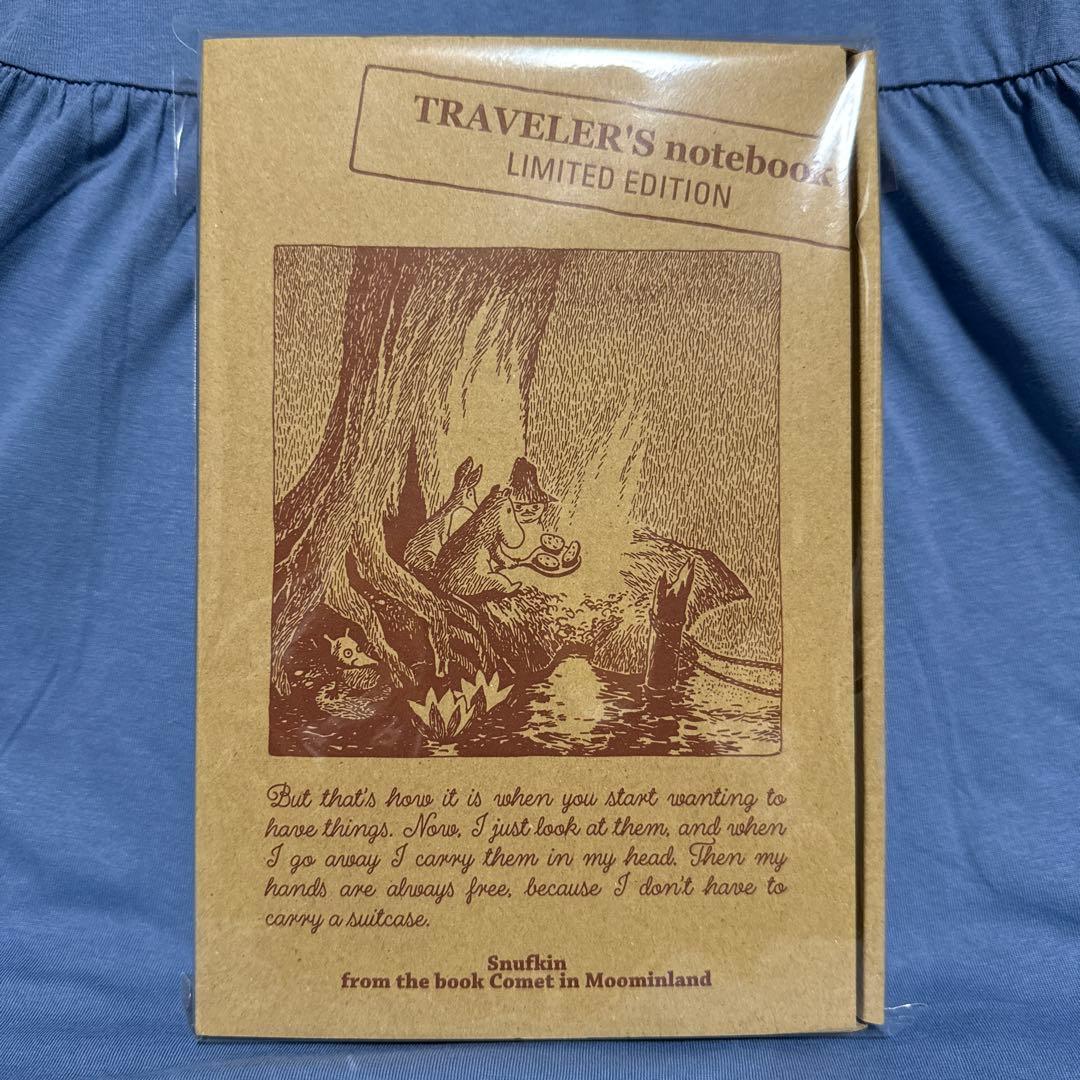 TRAVELER'S notebook
LIMITED EDITION
But that's how it is when you start wanting to
have things. Now, I just look at them, and when
I go away I carry them in my head. Then my
hands are always free, because I don't have to
carry a suitcase.
Snufkin
from the book Comet in Moominland